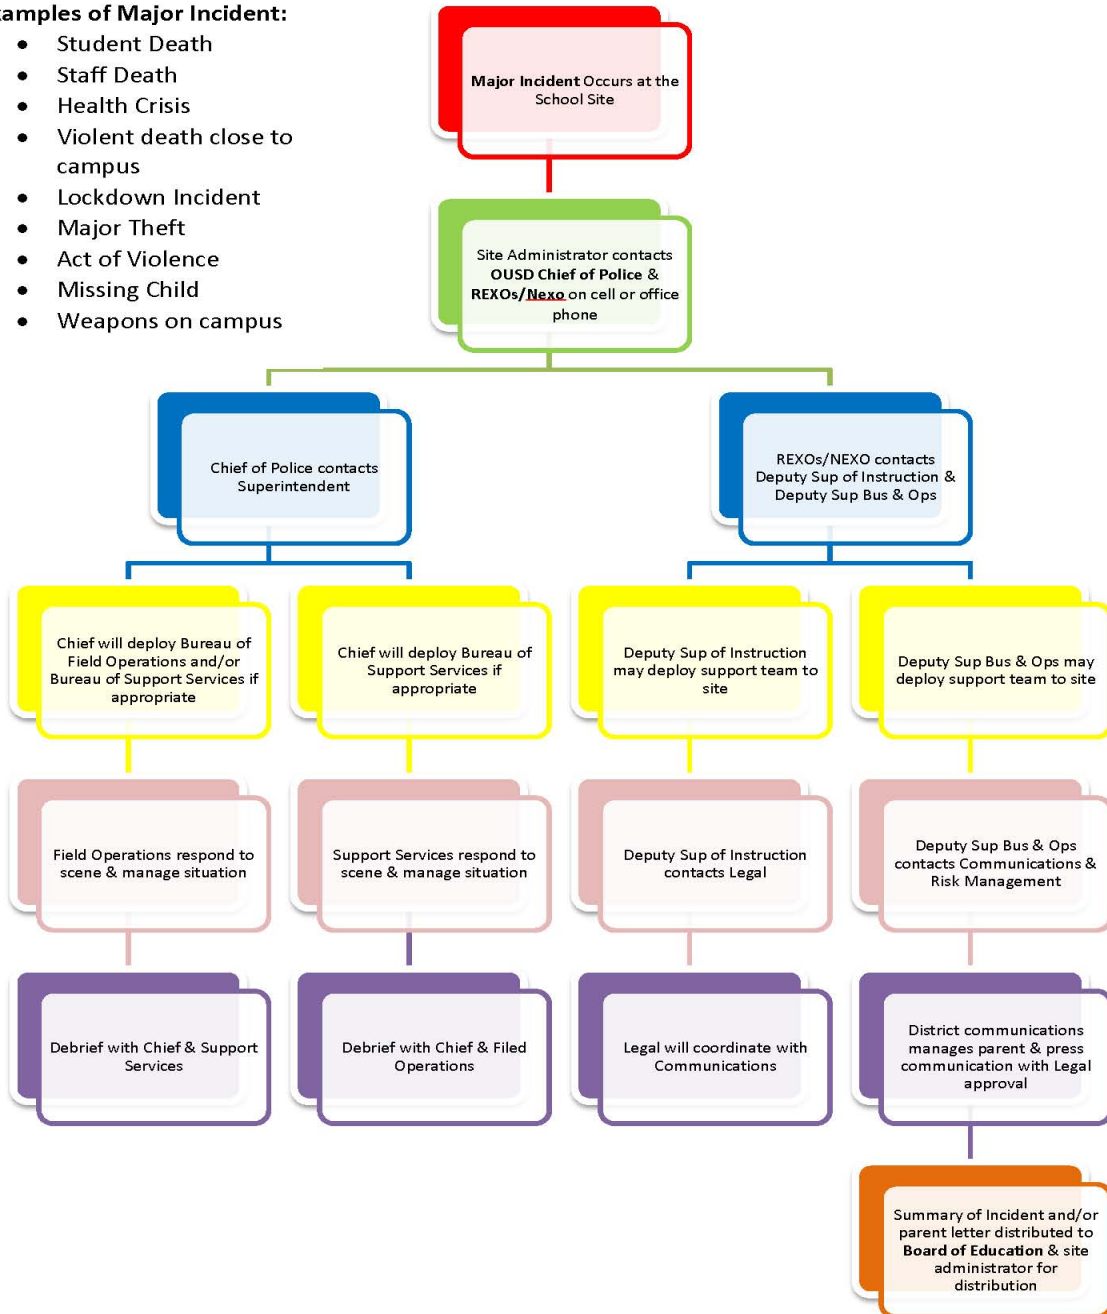 xamples of Major Incident:
• Student Death
• Staff Death
• Health Crisis
• Violent death close to
campus
• Lockdown Incident
• Major Theft
• Act of Violence
• Missing Child
• Weapons on campus
Major Incident Occurs at the
School Site
Site Administrator contacts
OUSD Chief of Police &
REXOs/Nexo on cell or office
phone
Chief of Police contacts
Superintendent
REXOs/NEXO contacts
Deputy Sup of Instruction &
Deputy Sup Bus & Ops
Chief will deploy Bureau of
Field Operations and/or
Bureau of Support Services if
appropriate
Chief will deploy Bureau of
Support Services if
appropriate
Deputy Sup of Instruction
may deploy support team to
site
Deputy Sup Bus & Ops may
deploy support team to site
Field Operations respond to
scene & manage situation
Support Services respond to
scene & manage situation
Deputy Sup of Instruction
contacts Legal
Deputy Sup Bus & Ops
contacts Communications &
Risk Management
Debrief with Chief & Support
Services
Debrief with Chief & Filed
Operations
Legal will coordinate with
Communications
District communications
manages parent & press
communication with Legal
approval
Summary of Incident and/or
parent letter distributed to
Board of Education & site
administrator for
distribution